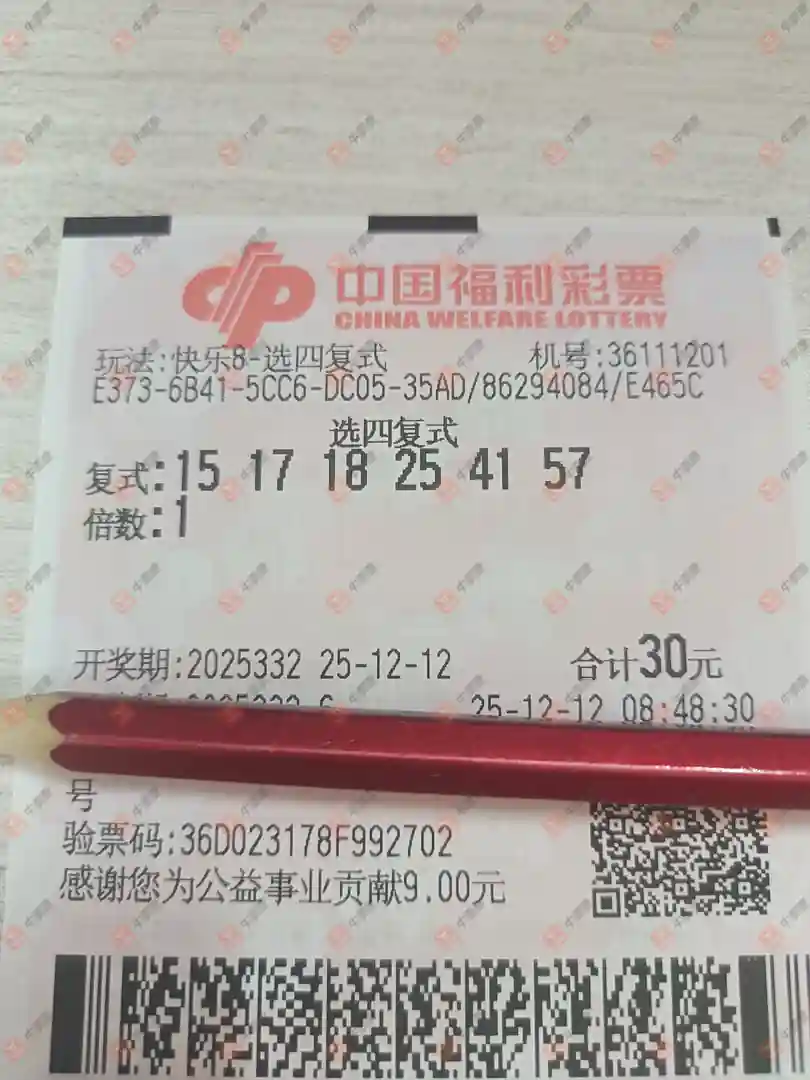 中国福利彩票
CHINA WELFARE LOTTERY
玩法:快乐8-选四复式 机号:36111201
E373-6B41-5CC6-DC05-35AD/86294084/E465C
选四复式
复式:15 17 18 25 41 57
倍数:1
开奖期:2025332 25-12-12 合计30元
25-12-12 08:48:30
号
验票码:36D023178F992702
感谢您为公益事业贡献9.00元